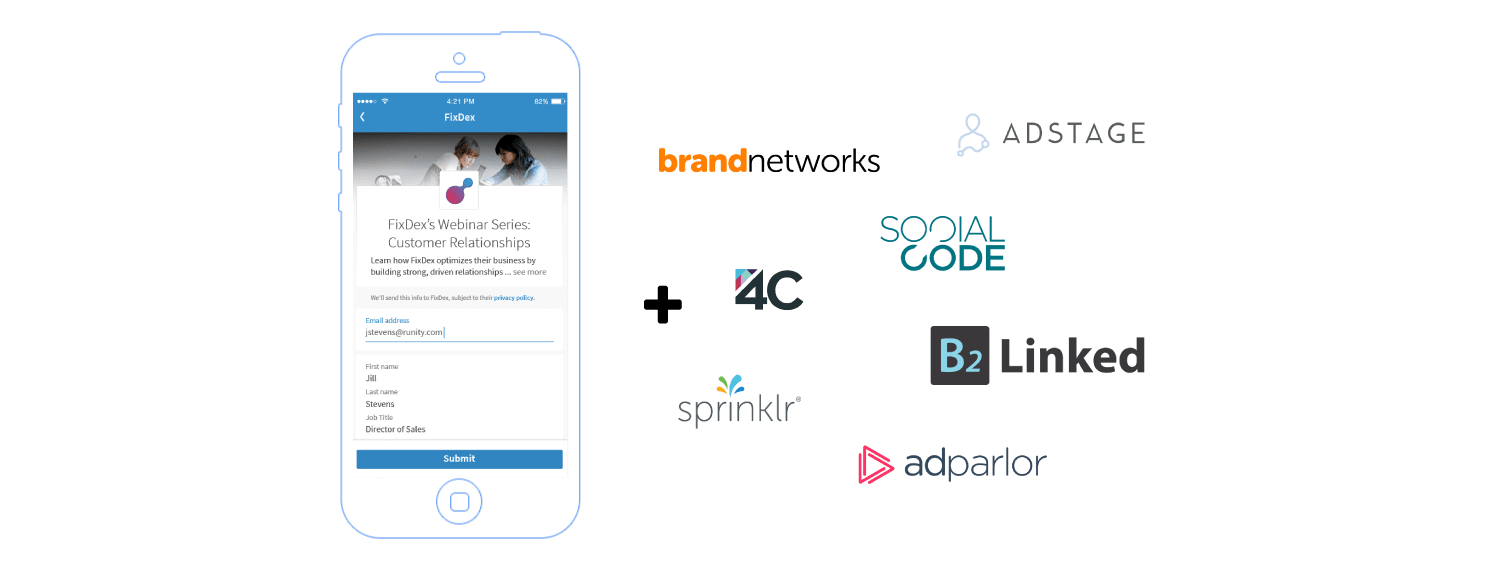 4:21 PM
82%
FixDex
FixDex's Webinar Series:
Customer Relationships
Learn how FixDex optimizes their business by
building strong, driven relationships ... see more
We'll send this info to FixDex, subject to their privacy policy.
Email address
jstevens@runity.com
First name
Jill
Last name
Stevens
Job Title
Director of Sales
Submit
+
ADSTAGE
brandnetworks
SOCIAL
CODE
4C
B2 Linked
sprinklr®
adparlor